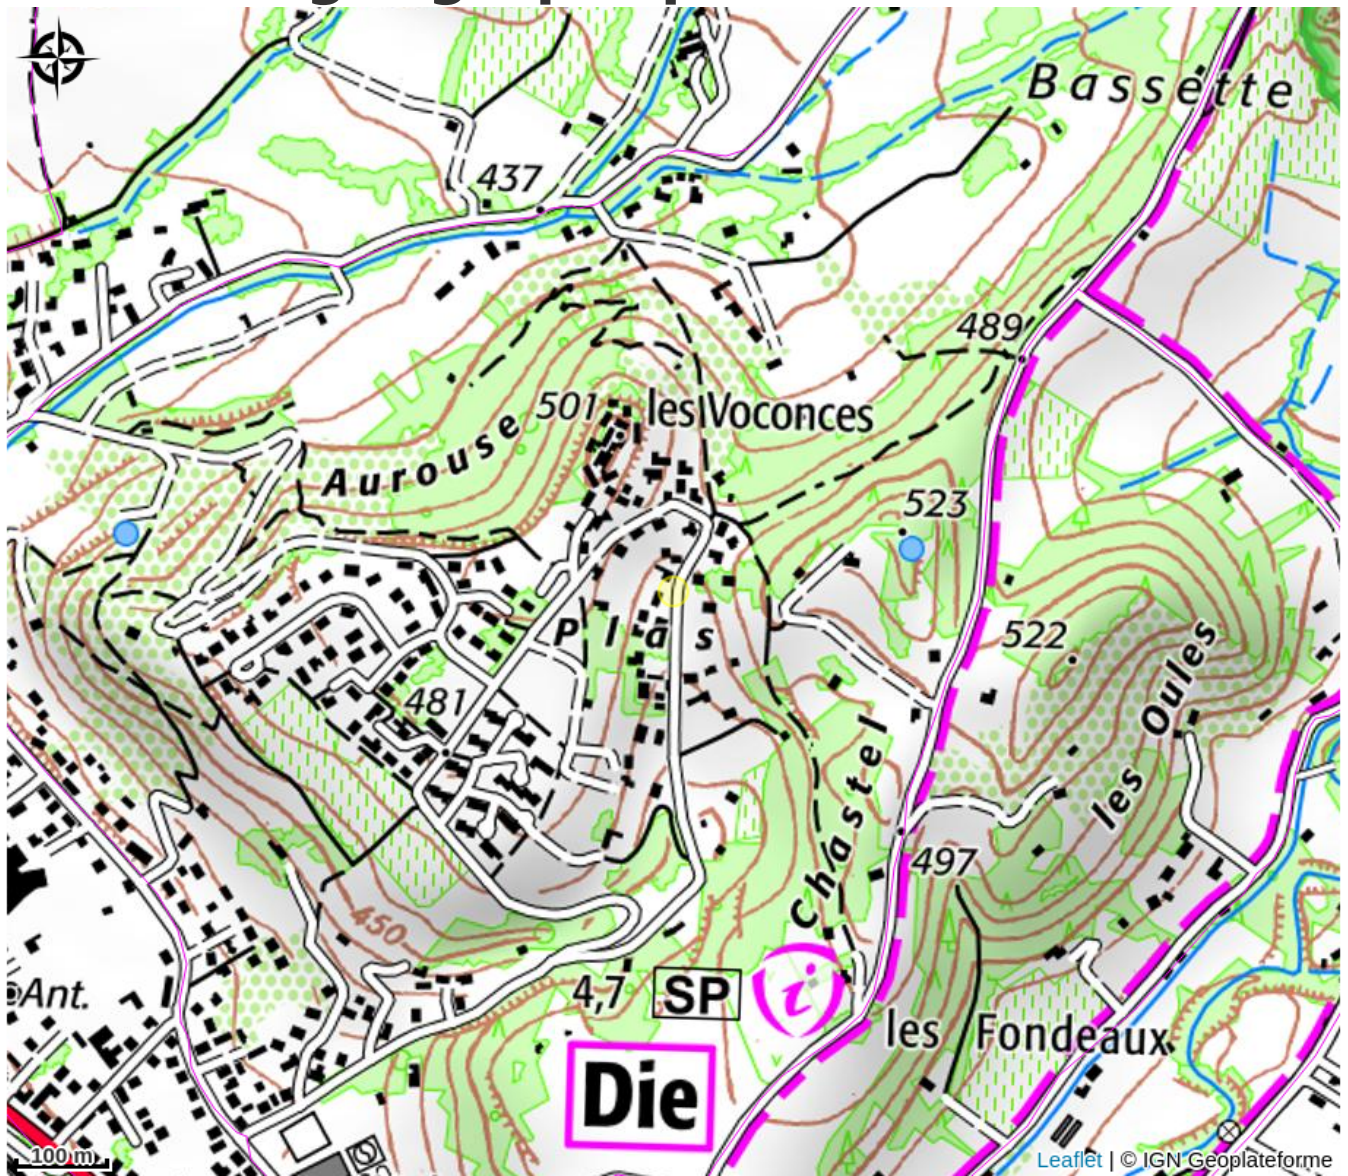 Bassette
437
489
501
les Voconces
Aurouse
523
Plas
522
les Oules
481
Chastel
497
450
Ant.
4,7
SP
i
les Fondeaux
Die
100 m
Leaflet | © IGN Geoplateforme